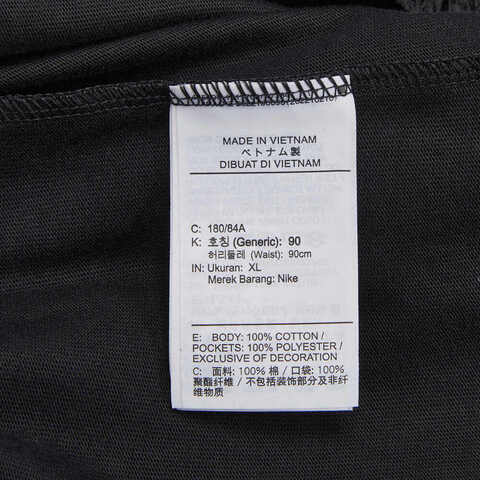 MADE IN VIETNAM
ベトナム製
DIBUAT DI VIETNAM
C: 180/84A
K: 호칭 (Generic): 90
허리둘레 (Waist): 90cm
IN: Ukuran: XL
Merek Barang: Nike
E: BODY: 100% COTTON /
POCKETS: 100% POLYESTER /
EXCLUSIVE OF DECORATION
C: 面料: 100% 棉 / 口袋: 100%
聚酯纤维 / 不包括装饰部分及非纤
维物质